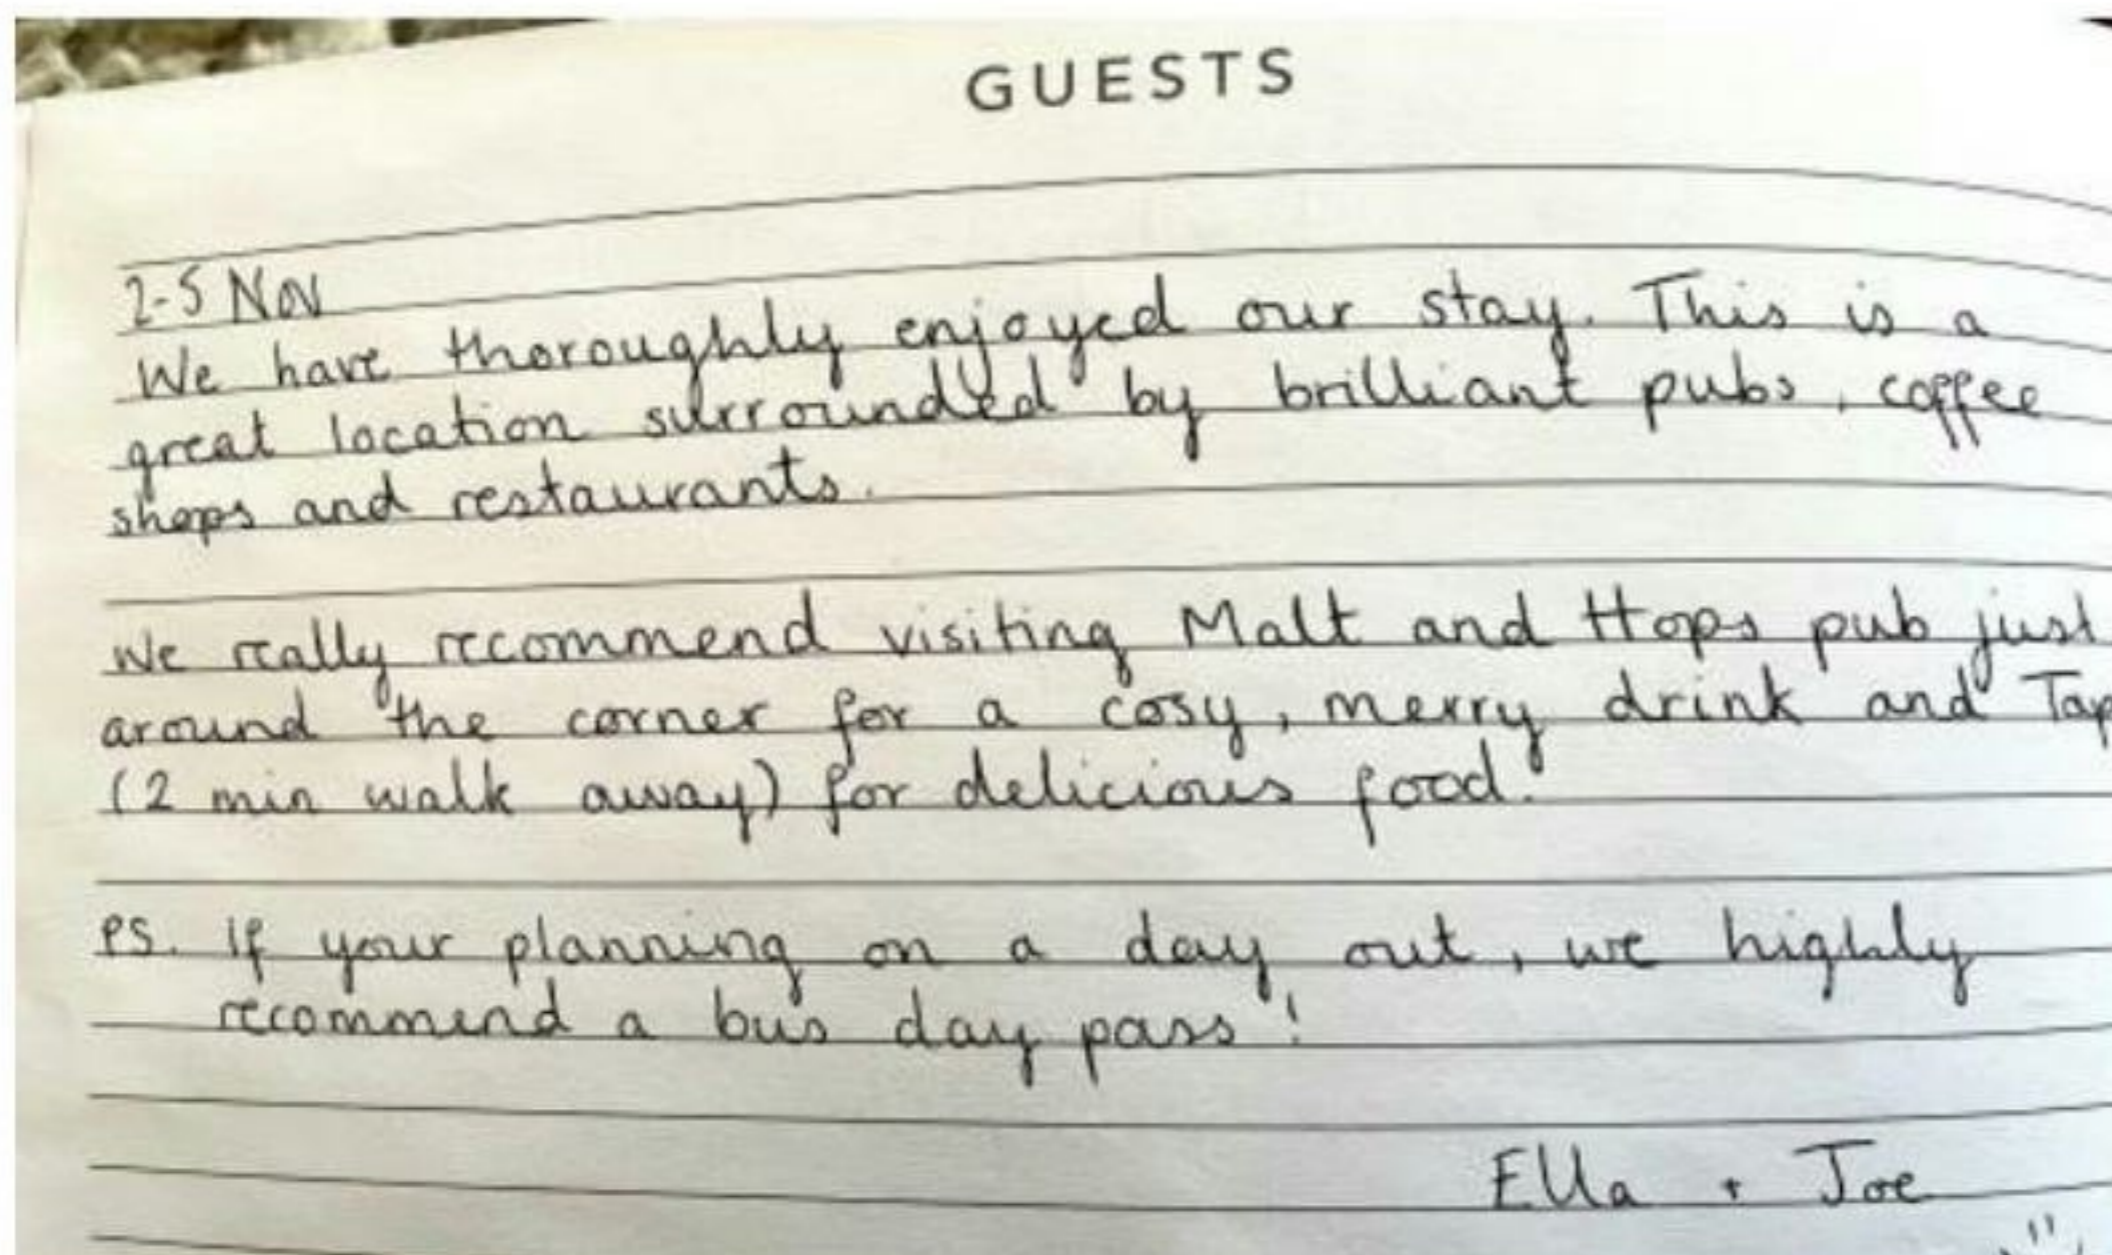 GUESTS
2-5 Nov
We have thoroughly enjoyed our stay. This is a
great location surrounded by brilliant pubs, coffee
shops and restaurants.
We really recommend visiting Malt and Hops pub just
around the corner for a cosy, merry drink and Tap
(2 min walk away) for delicious food!
PS. If your planning on a day out, we highly
recommend a bus day pass!
Ella + Joe